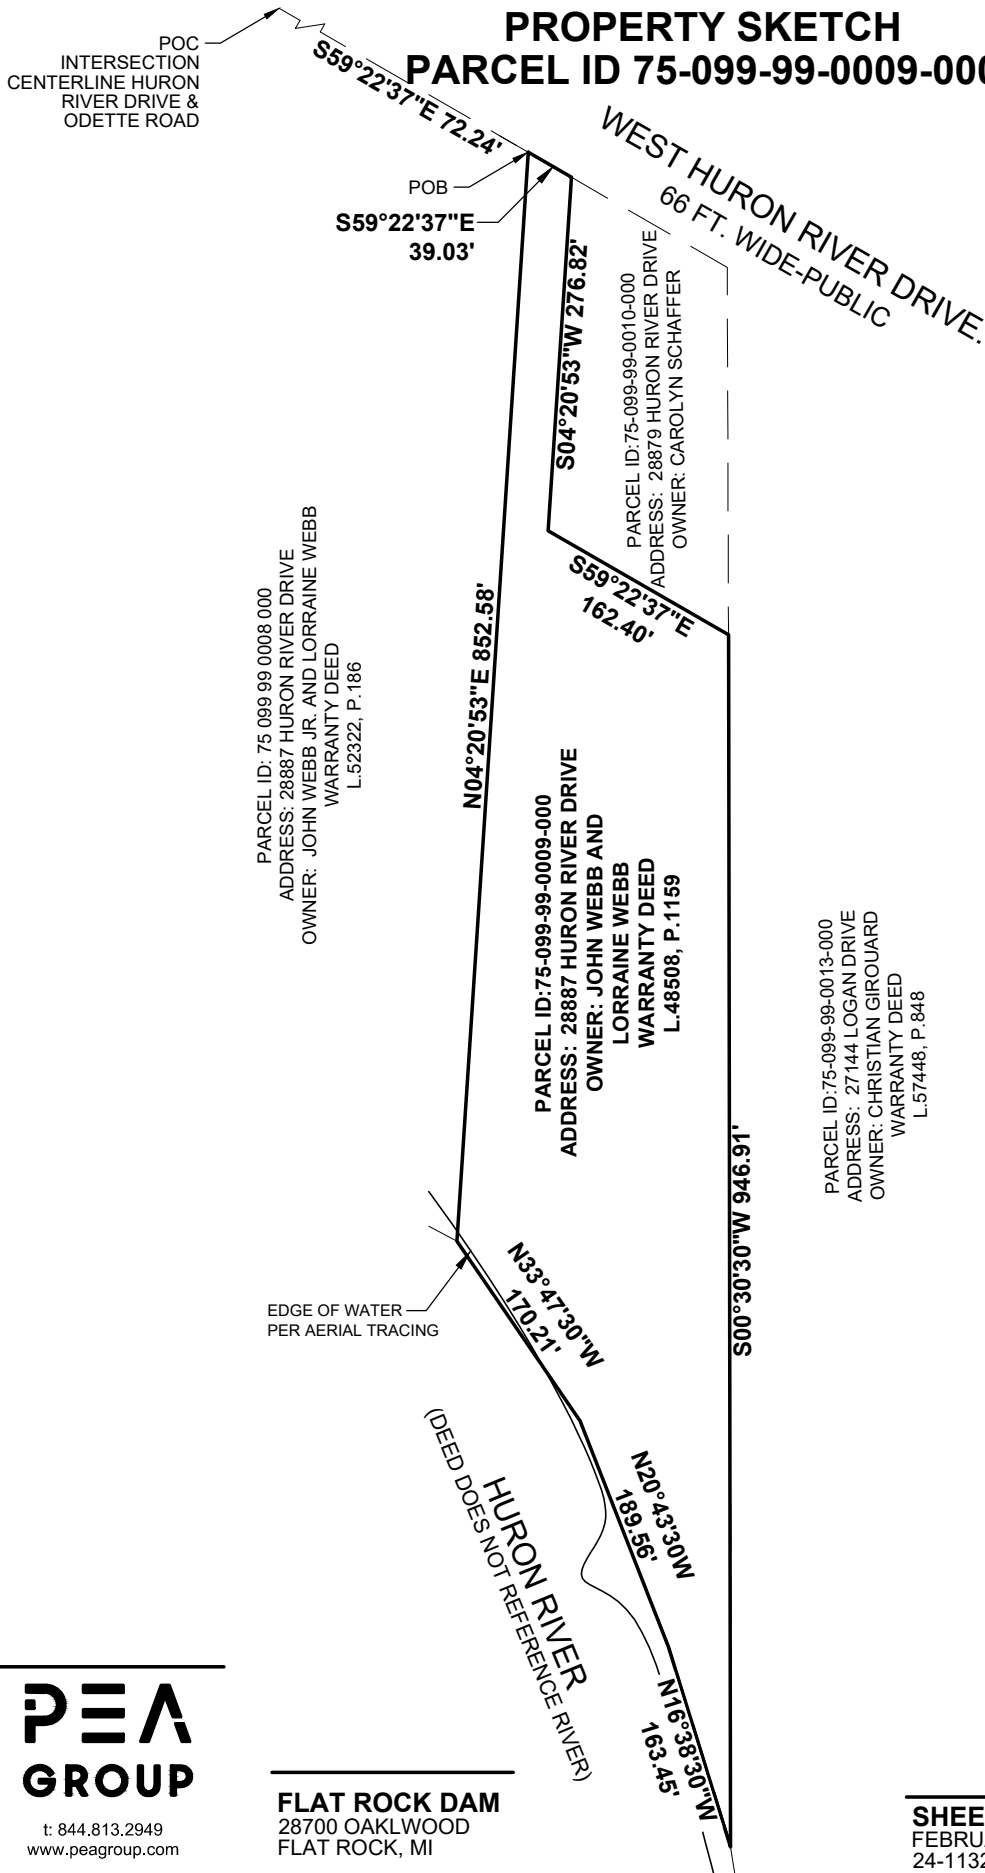 PROPERTY SKETCH
PARCEL ID 75-099-99-0009-000
POC
INTERSECTION
CENTERLINE HURON
RIVER DRIVE &
ODETTE ROAD
S59°22'37"E 72.24'
WEST HURON RIVER DRIVE.
66 FT. WIDE-PUBLIC
POB
S59°22'37"E
39.03'
S04°20'53"W 276.82'
PARCEL ID:75-099-99-0010-000
ADDRESS: 28879 HURON RIVER DRIVE
OWNER: CAROLYN SCHAFFER
S59°22'37"E
162.40'
N04°20'53"E 852.58'
PARCEL ID: 75 099 99 0008 000
ADDRESS: 28887 HURON RIVER DRIVE
OWNER: JOHN WEBB JR. AND LORRAINE WEBB
WARRANTY DEED
L.52322, P.186
PARCEL ID:75-099-99-0009-000
ADDRESS: 28887 HURON RIVER DRIVE
OWNER: JOHN WEBB AND
LORRAINE WEBB
WARRANTY DEED
L.48508, P.1159
PARCEL ID:75-099-99-0013-000
ADDRESS: 27144 LOGAN DRIVE
OWNER: CHRISTIAN GIROUARD
WARRANTY DEED
L.57448, P.848
S00°30'30"W 946.91'
EDGE OF WATER
PER AERIAL TRACING
N33°47'30"W
170.21'
N20°43'30W
189.56'
HURON RIVER
(DEED DOES NOT REFERENCE RIVER)
N16°38'30"W
163.45'
PEA
GROUP
t: 844.813.2949
www.peagroup.com
FLAT ROCK DAM
28700 OAKLWOOD
FLAT ROCK, MI
SHEE
FEBRUA
24-1132